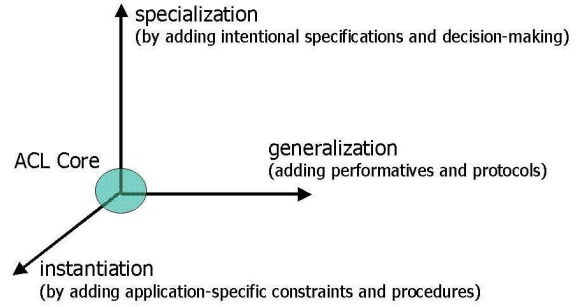 specialization
(by adding intentional specifications and decision-making)
generalization
(adding performatives and protocols)
ACL Core
instantiation
(by adding application-specific constraints and procedures)